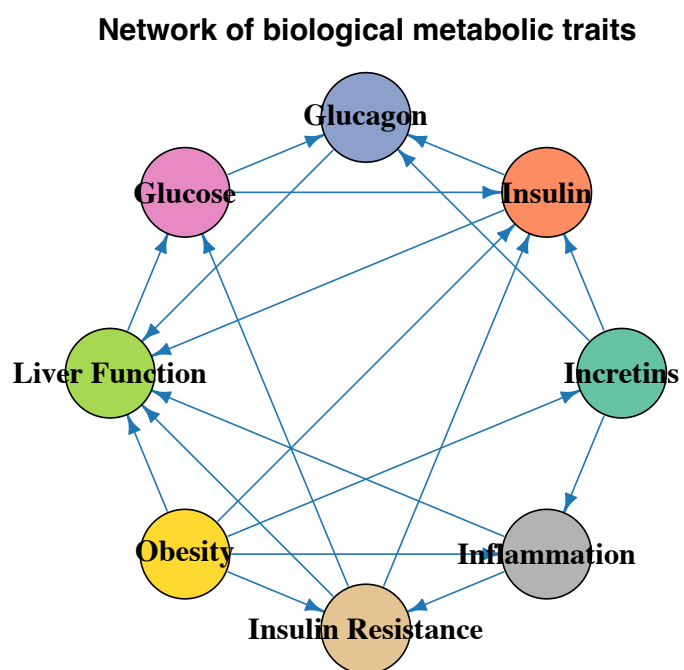 Network of biological metabolic traits
Glucagon
Glucose
Insulin
Liver Function
Incretins
Obesity
Inflammation
Insulin Resistance